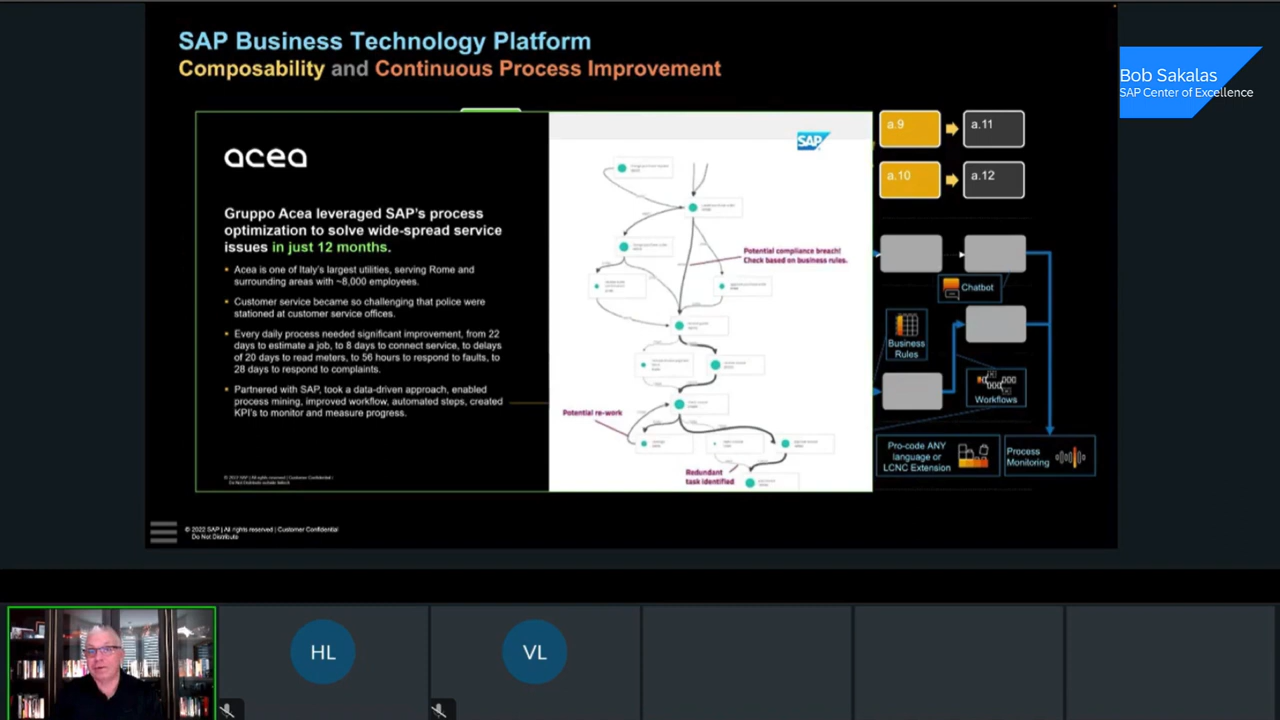 SAP Business Technology Platform
Composability and Continuous Process Improvement
Bob Sakalas
SAP Center of Excellence
acea
Gruppo Acea leveraged SAP's process
optimization to solve wide-spread service
issues in just 12 months.
Acea is one of Italy's largest utilities, serving Rome and
surrounding areas with ~8,000 employees.
Customer service became so challenging that police were
stationed at customer service offices.
Every daily process needed significant improvement, from 22
days to estimate a job, to 8 days to connect service, to delays
of 20 days to read meters, to 56 hours to respond to faults, to
28 days to respond to complaints.
Partnered with SAP, took a data-driven approach, enabled
process mining, improved workflow, automated steps, created
KPI's to monitor and measure progress.
© 2022 SAP | All rights reserved | Customer Confidential |
SAP
Potential compliance breach!
Check based on business rules.
Potential re-work
Redundant
task identified
a.9
a.11
a.10
a.12
Chatbot
Business
Rules
Workflows
Pro-code ANY
language or
LCNC Extension
Process
Monitoring
© 2022 SAP | All rights reserved | Customer Confidential
Do Not Distribute
HL
VL